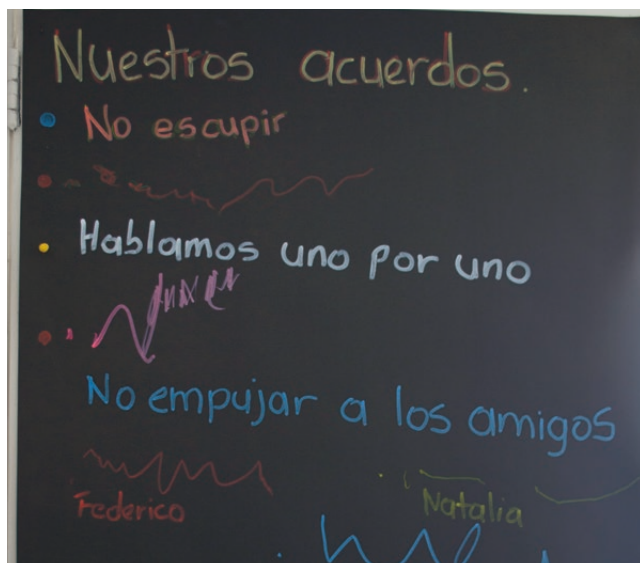 Nuestros acuerdos.
No escupir
Hablamos uno por uno
No empujar a los amigos
Federico
Natalia